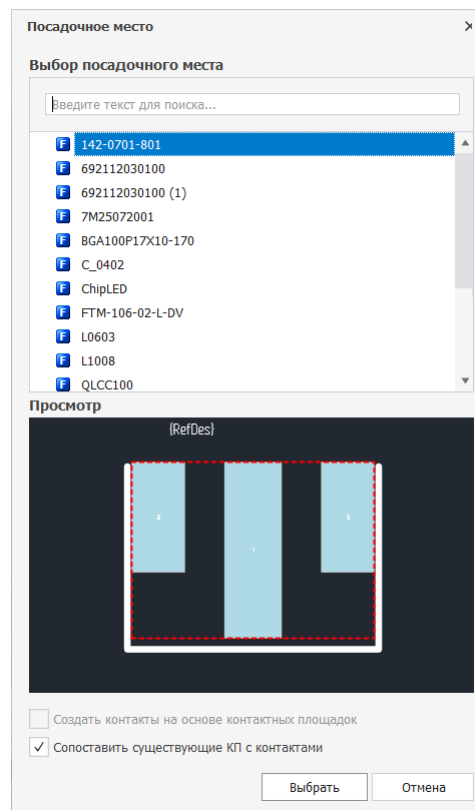 Посадочное место
Выбор посадочного места
Введите текст для поиска...
F 142-0701-801
F 692112030100
F 692112030100 (1)
F 7M25072001
F BGA100P17X10-170
F C_0402
F ChipLED
F FTM-106-02-L-DV
F L0603
F L1008
F QLCC100
Просмотр
{RefDes}
1
Создать контакты на основе контактных площадок
Сопоставить существующие КП с контактами
Выбрать Отмена